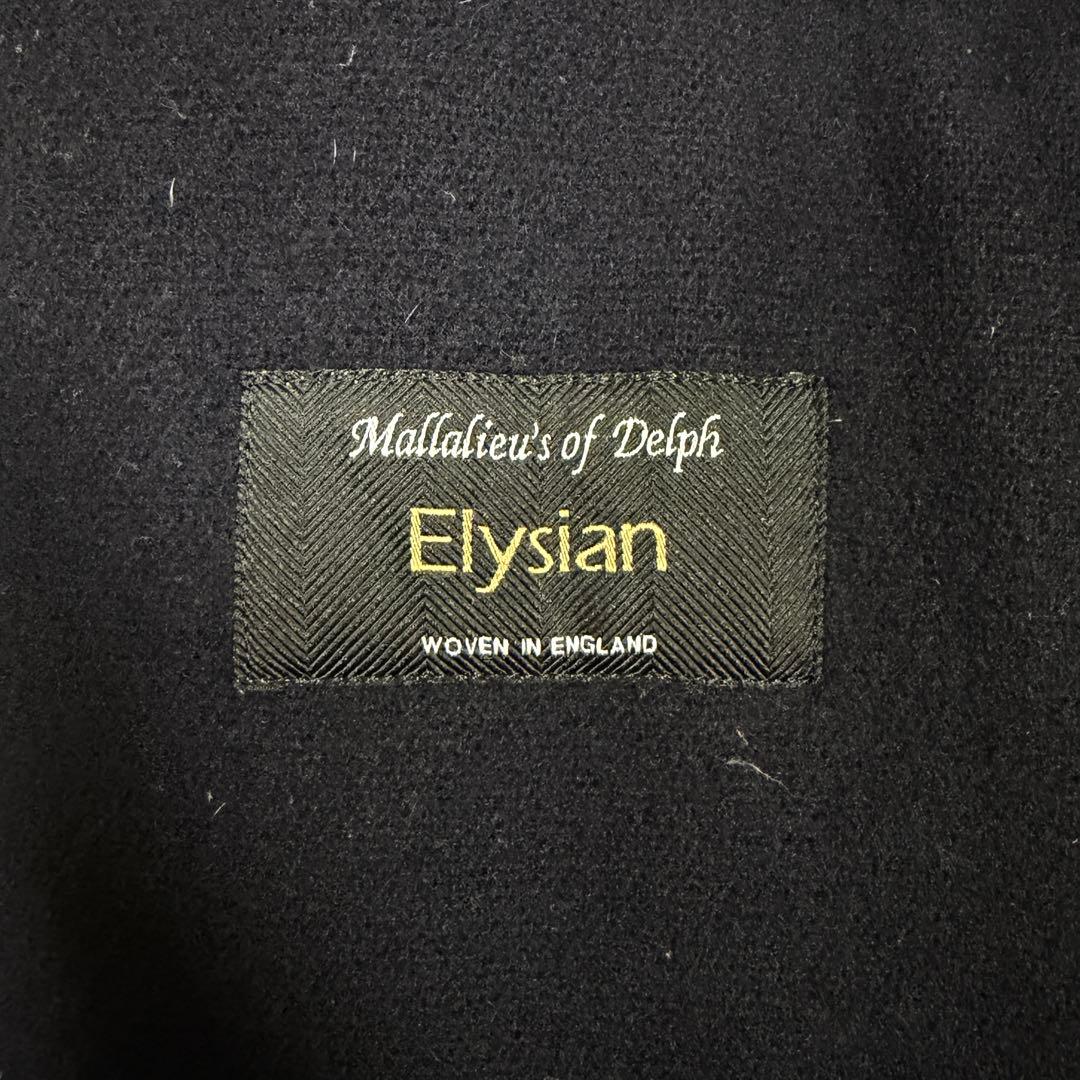 Mallalieu's of Delph
Elysian
WOVEN IN ENGLAND